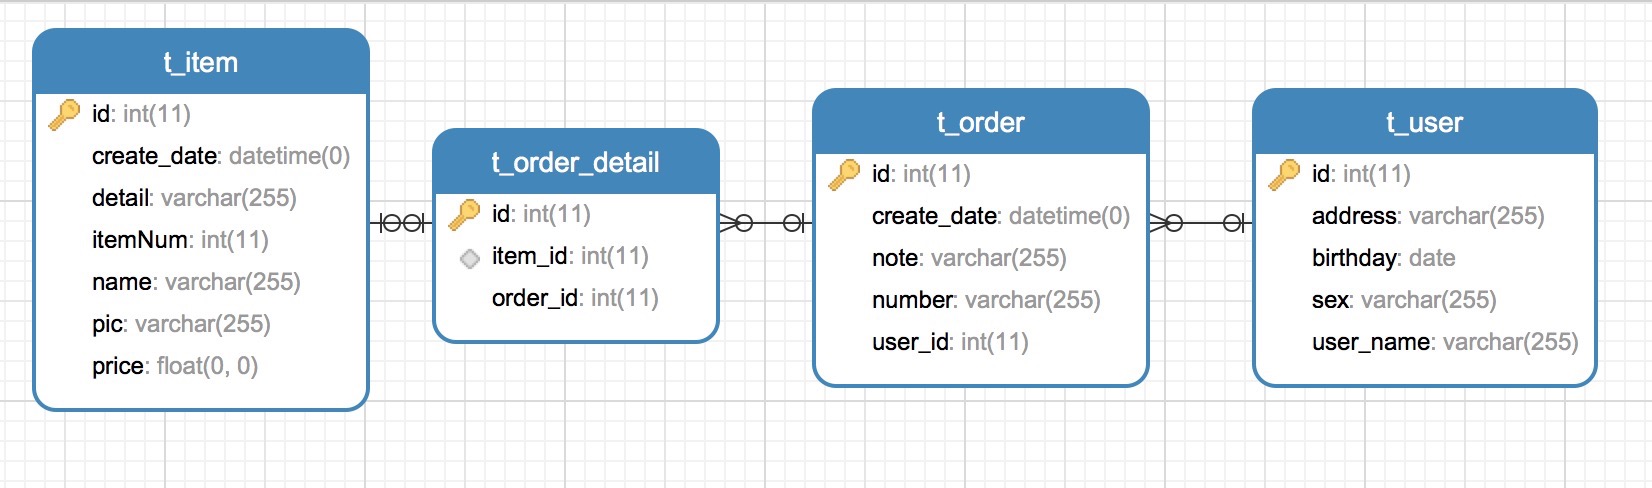 t_item
id: int(11)
create_date: datetime(0)
detail: varchar(255)
itemNum: int(11)
name: varchar(255)
pic: varchar(255)
price: float(0, 0)
t_order_detail
id: int(11)
item_id: int(11)
order_id: int(11)
t_order
id: int(11)
create_date: datetime(0)
note: varchar(255)
number: varchar(255)
user_id: int(11)
t_user
id: int(11)
address: varchar(255)
birthday: date
sex: varchar(255)
user_name: varchar(255)